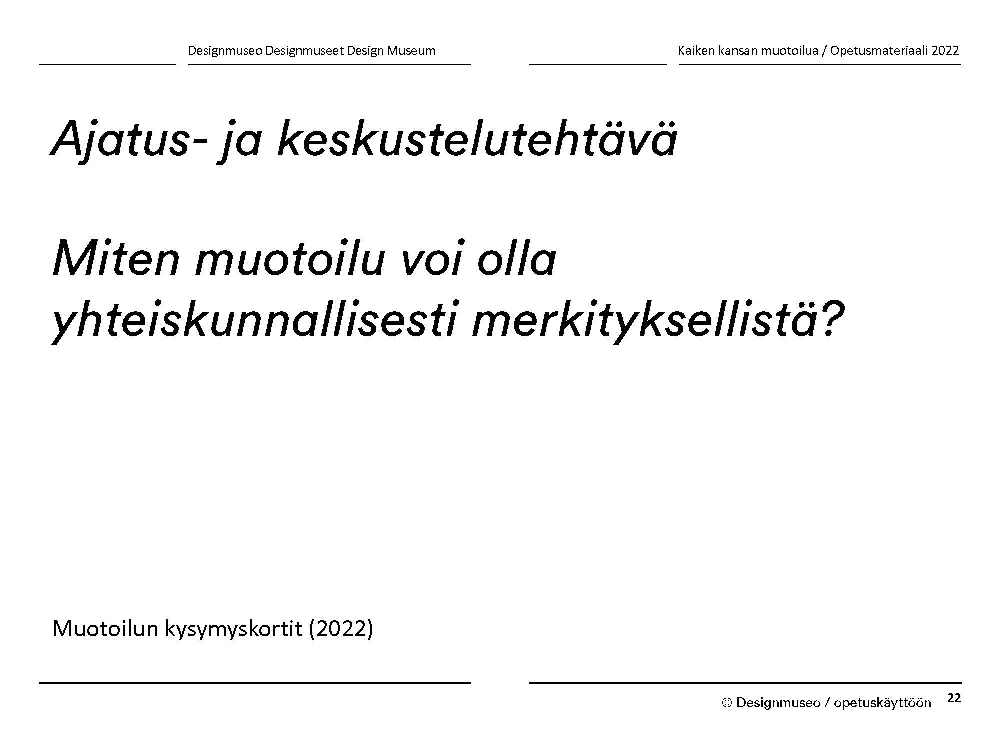 Designmuseo Designmuseet Design Museum
Kaiken kansan muotoilua / Opetusmateriaali 2022
Ajatus- ja keskustelutehtävä
Miten muotoilu voi olla
yhteiskunnallisesti merkityksellistä?
Muotoilun kysymyskortit (2022)
© Designmuseo / opetuskäyttöön
22